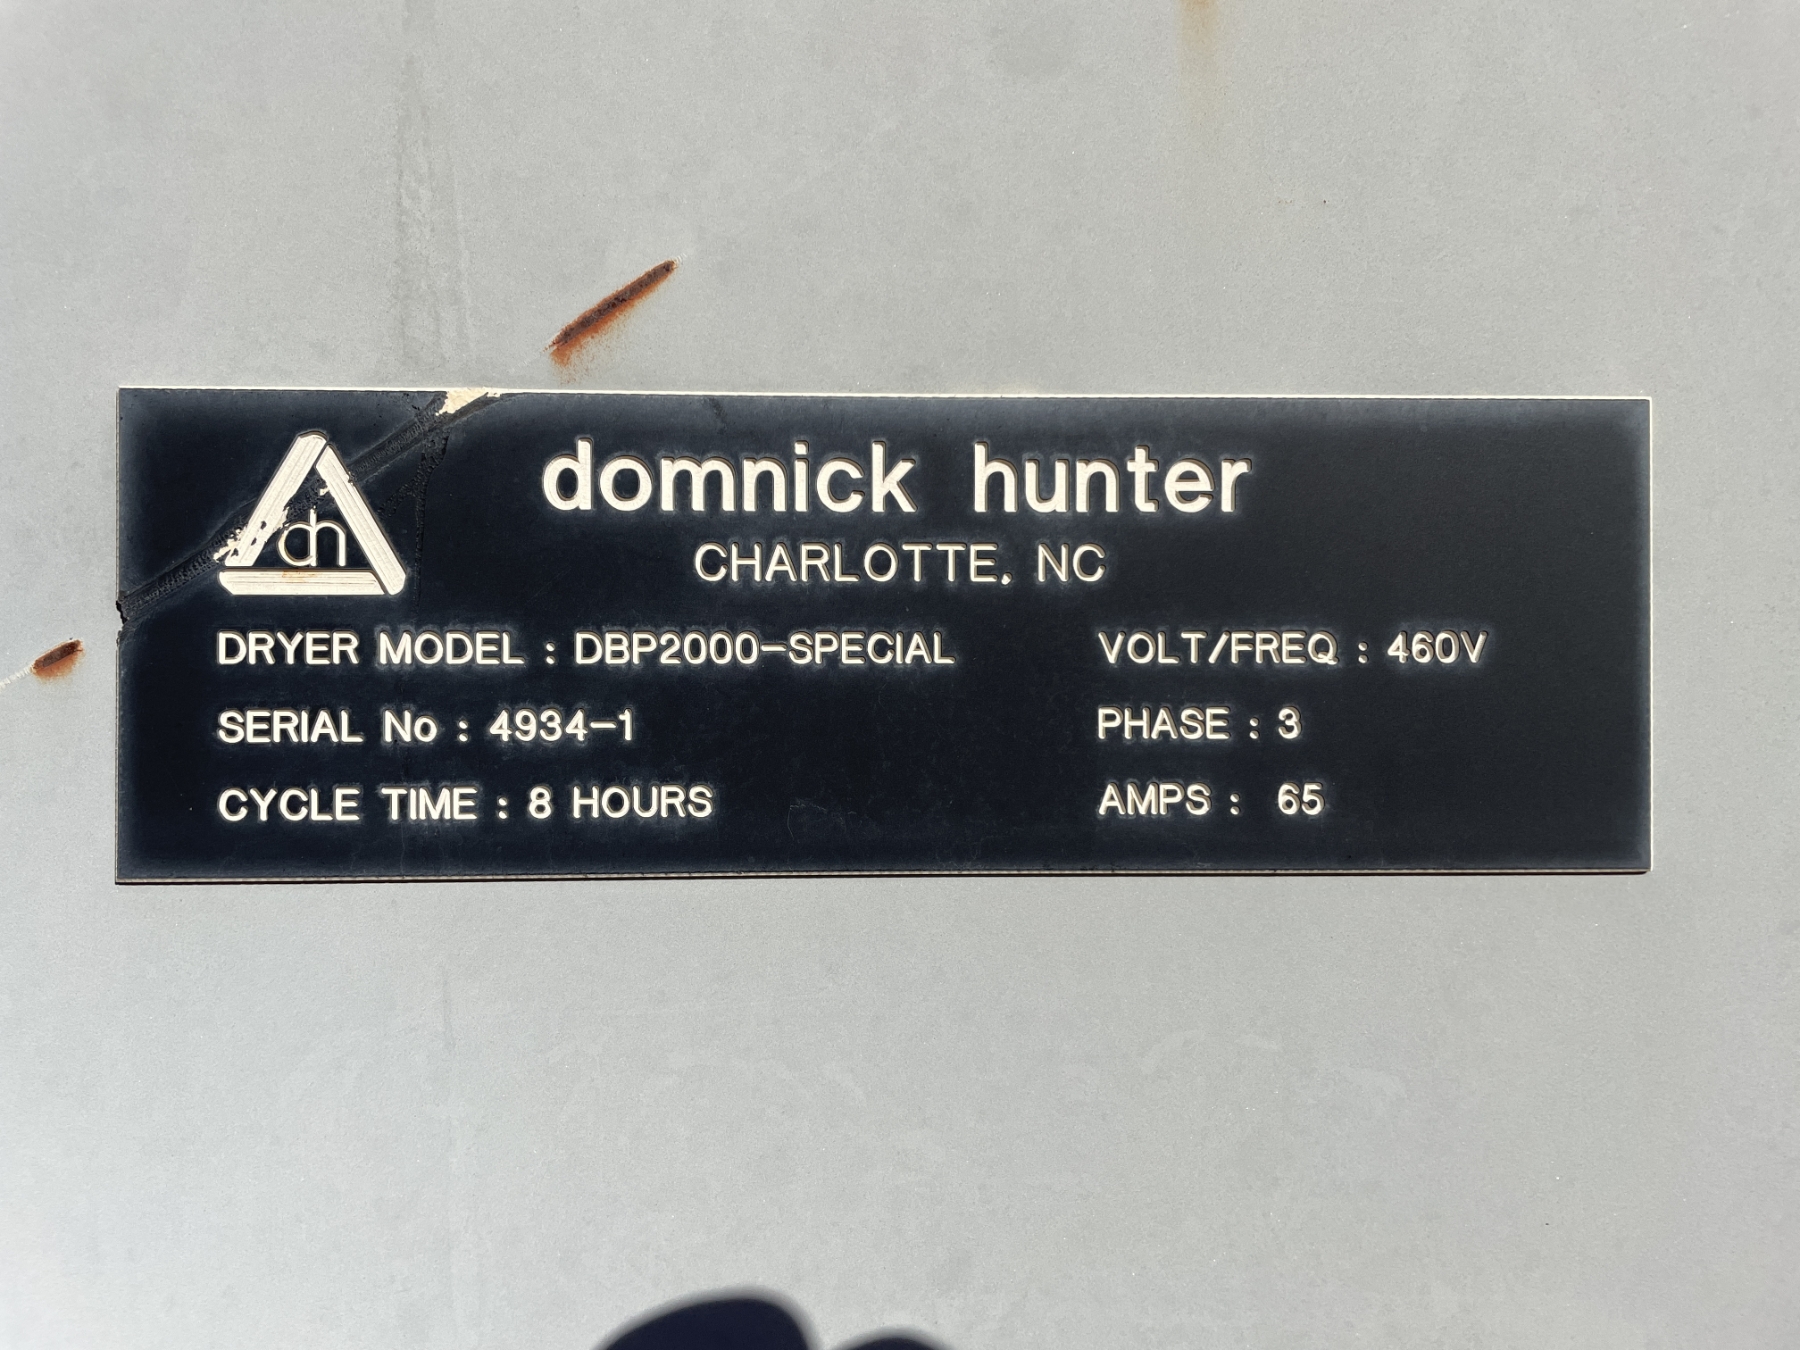 dh
domnick hunter
CHARLOTTE, NC
DRYER MODEL : DBP2000-SPECIAL
VOLT/FREQ : 460V
SERIAL No : 4934-1
PHASE : 3
CYCLE TIME : 8 HOURS
AMPS : 65